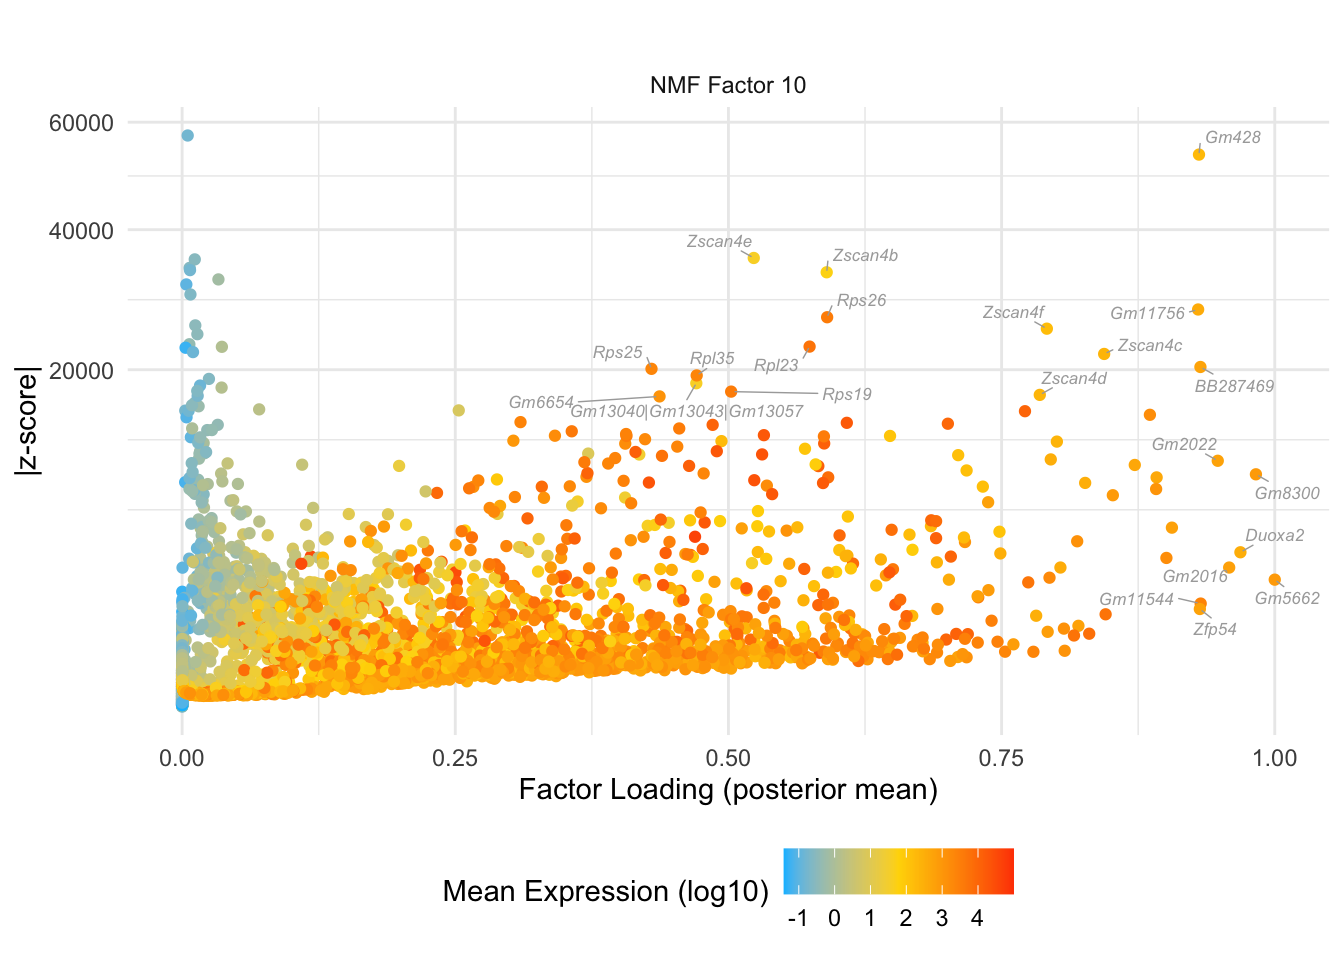 NMF Factor 10
60000
40000
20000
|z-score|
Gm428
Zscan4e
Zscan4b
Rps26
Zscan4f
Gm11756
Rps25
Rpl35
Rpl23
Zscan4c
Zscan4d
BB287469
Gm6654
Rps19
Gm13040|Gm13043|Gm13057
Gm2022
Gm8300
Duoxa2
Gm2016
Gm5662
Gm11544
Zfp54
0.00 0.25 0.50 0.75 1.00
Factor Loading (posterior mean)
Mean Expression (log10)
-1 0 1 2 3 4